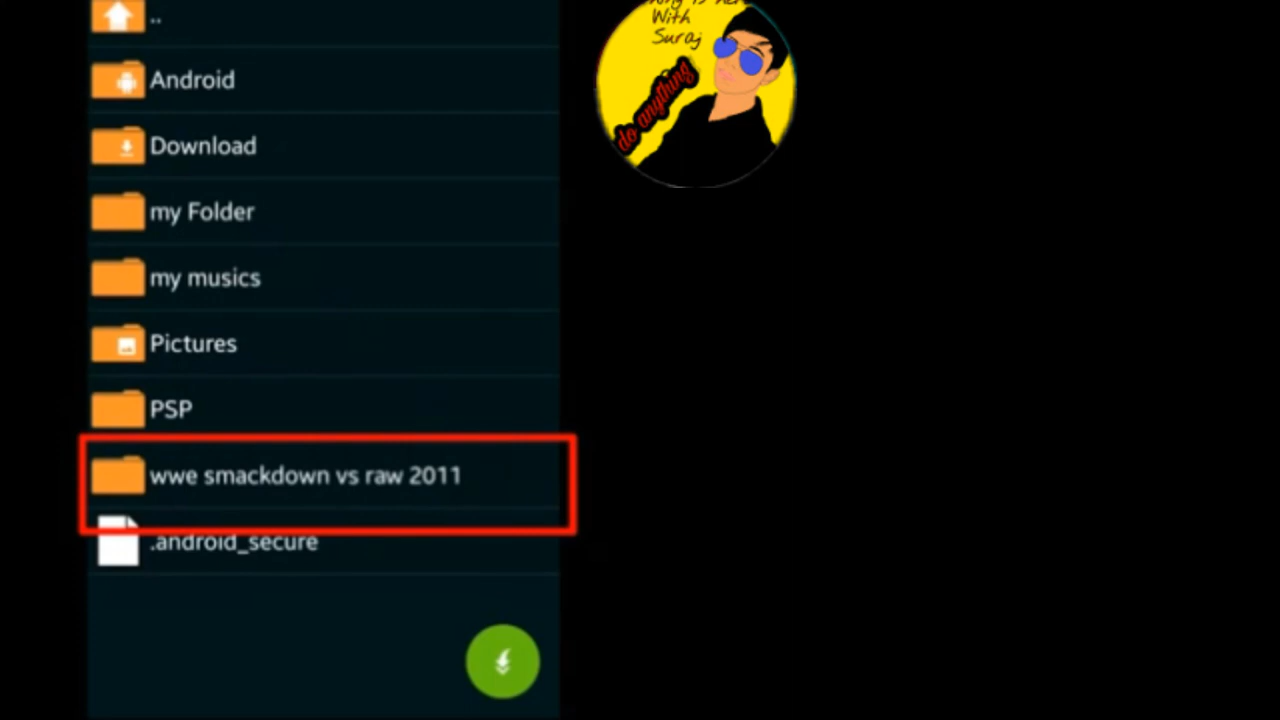 ..
Android
Download
my Folder
my musics
Pictures
PSP
wwe smackdown vs raw 2011
.android_secure
With
Suraj
do anything